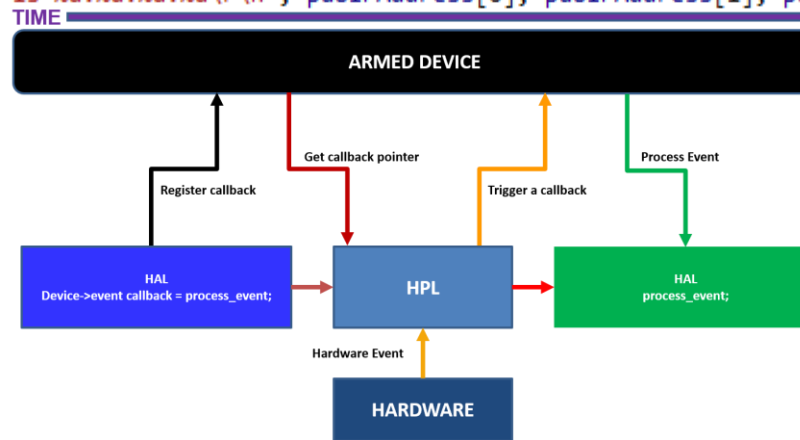 TIME
ARMED DEVICE
Get callback pointer
Process Event
Register callback
Trigger a callback
HAL
Device->event callback = process_event;
HPL
HAL
process_event;
Hardware Event
HARDWARE